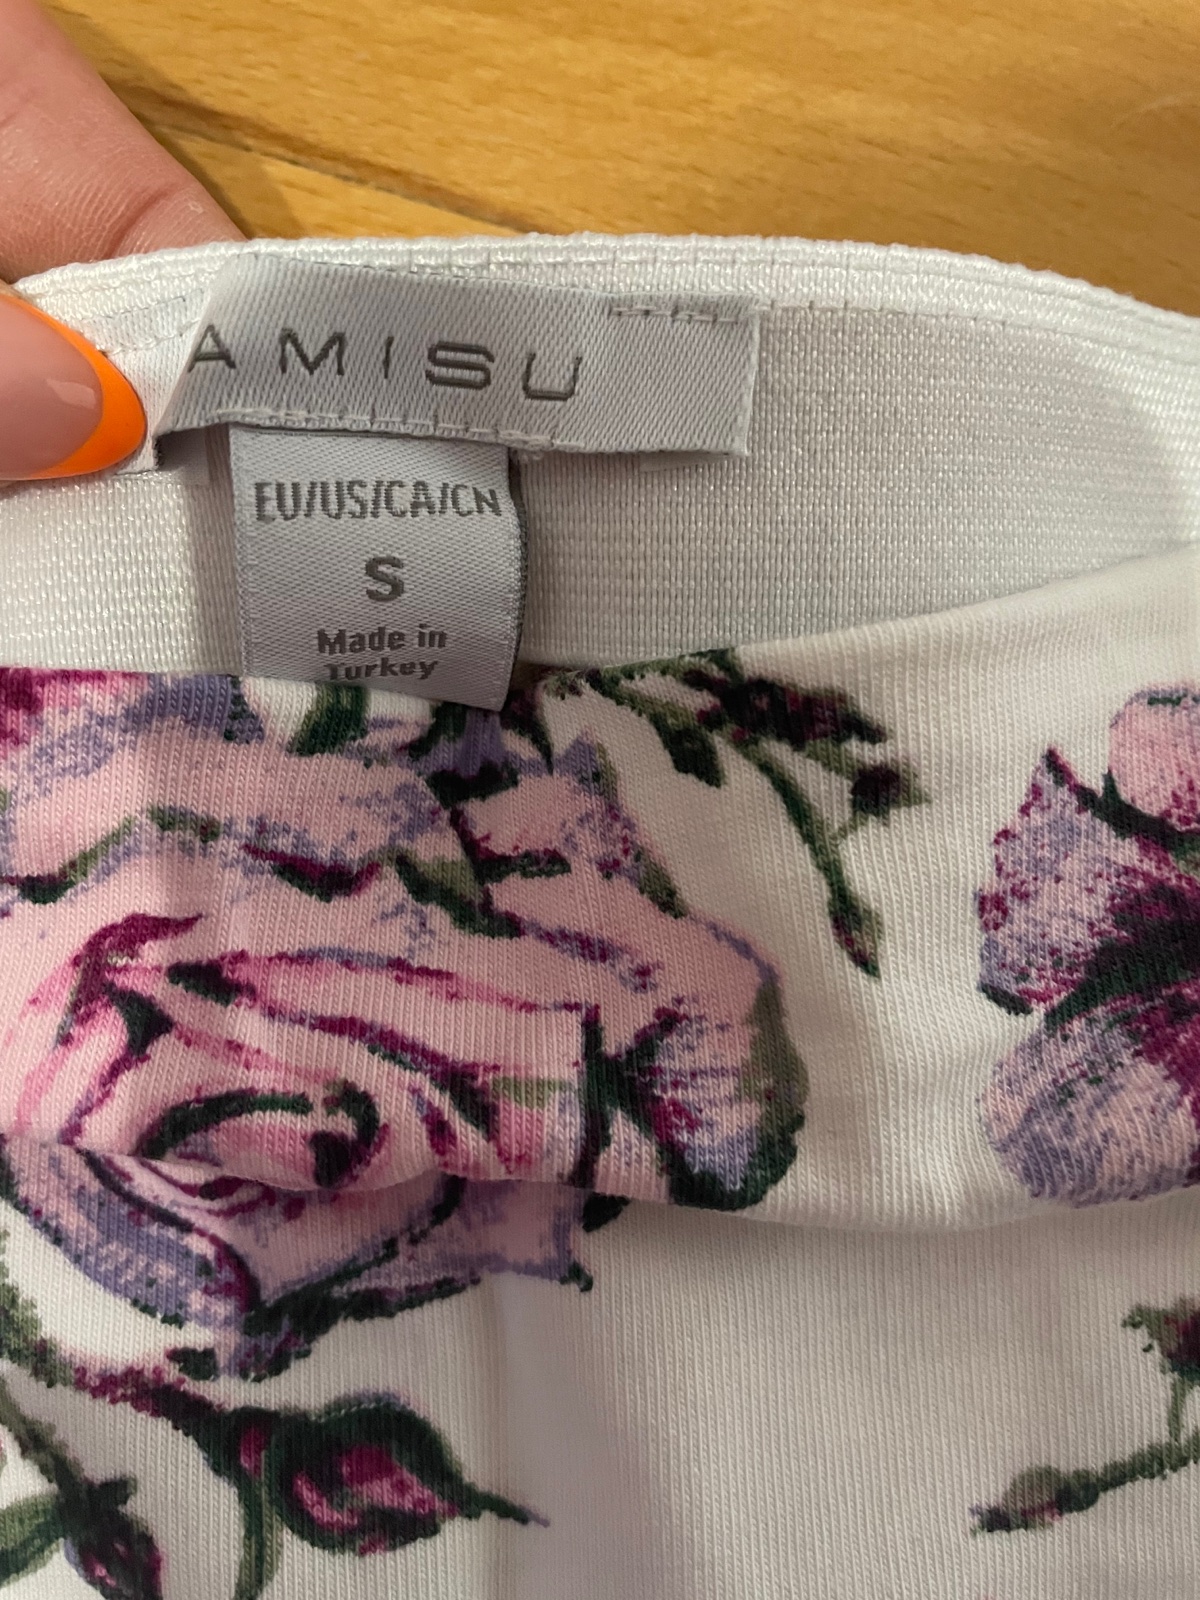 AMISU
EU/US/CA/CN
S
Made in
Turkey